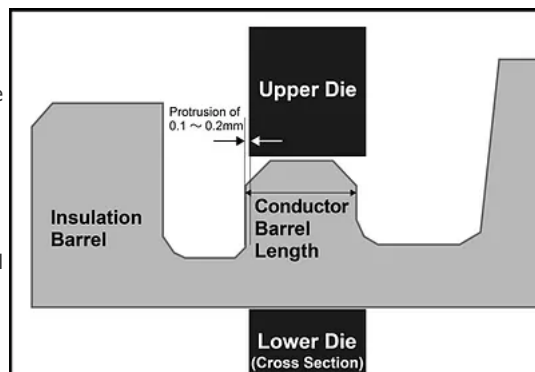 Upper Die
Protrusion of
0.1 ～ 0.2mm
Insulation
Barrel
Conductor
Barrel
Length
Lower Die
(Cross Section)